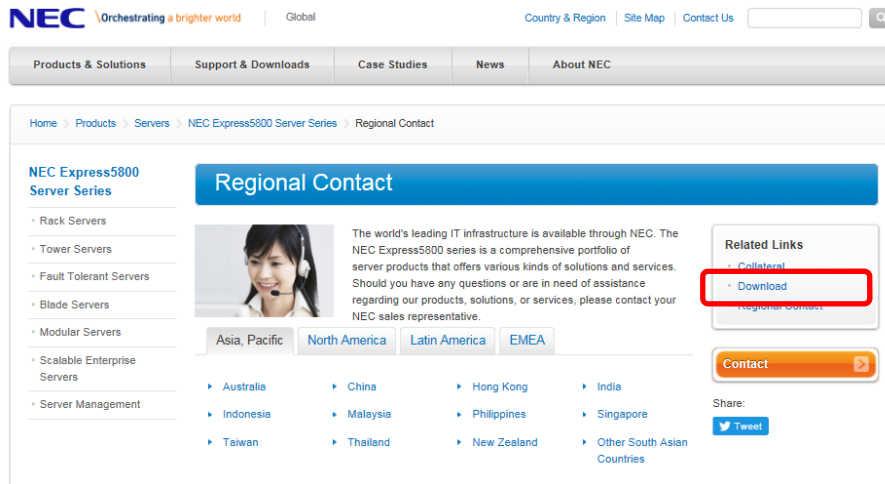 NEC \Orchestrating a brighter world Global Country & Region Site Map Contact Us
Products & Solutions Support & Downloads Case Studies News About NEC
Home > Products > Servers > NEC Express5800 Server Series > Regional Contact
NEC Express5800
Server Series
Rack Servers
Tower Servers
Fault Tolerant Servers
Blade Servers
Modular Servers
Scalable Enterprise
Servers
Server Management
Regional Contact
The world's leading IT infrastructure is available through NEC. The
NEC Express5800 series is a comprehensive portfolio of
server products that offers various kinds of solutions and services.
Should you have any questions or are in need of assistance
regarding our products, solutions, or services, please contact your
NEC sales representative.
Asia, Pacific North America Latin America EMEA
Australia China Hong Kong India
Indonesia Malaysia Philippines Singapore
Taiwan Thailand New Zealand Other South Asian
Countries
Related Links
Collateral
Download
Regional Contact
Contact
Share:
Tweet